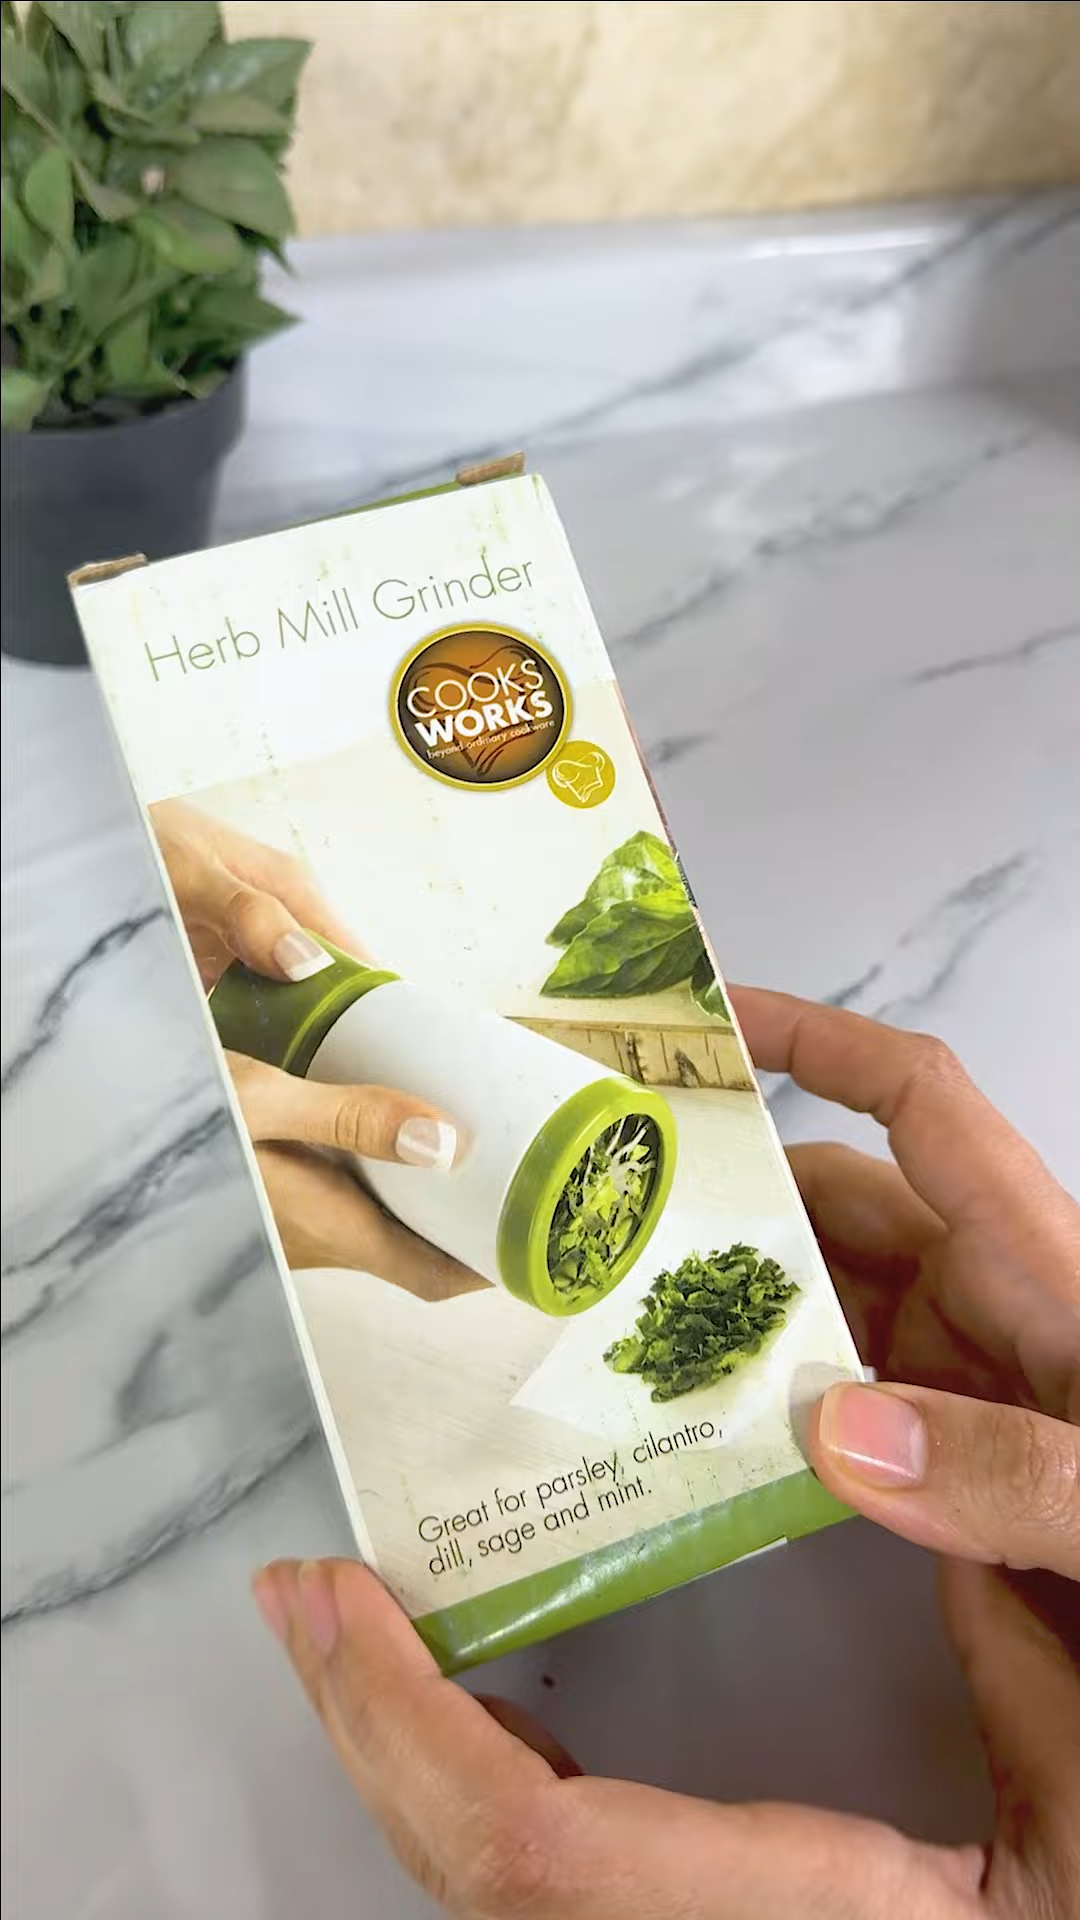 Herb Mill Grinder
COOKS
WORKS
beyond ordinary cookware
Great for parsley, cilantro,
dill, sage and mint.